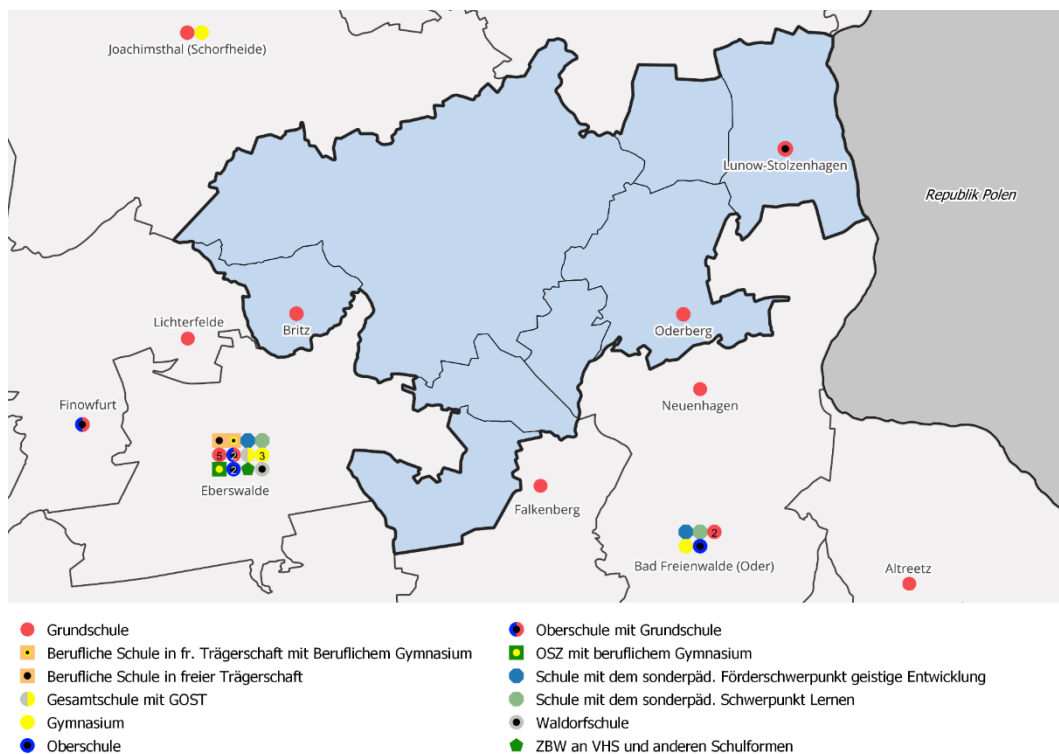 Joachimsthal (Schorfheide)
Lunow-Stolzenhagen
Republik Polen
Lichterfelde
Britz
Oderberg
Finowfurt
Neuenhagen
5 2 3
2
Eberswalde
Falkenberg
2
Bad Freienwalde (Oder)
Altreetz
Grundschule
Berufliche Schule in fr. Trägerschaft mit Beruflichem Gymnasium
Berufliche Schule in freier Trägerschaft
Gesamtschule mit GOST
Gymnasium
Oberschule
Oberschule mit Grundschule
OSZ mit beruflichem Gymnasium
Schule mit dem sonderpäd. Förderschwerpunkt geistige Entwicklung
Schule mit dem sonderpäd. Schwerpunkt Lernen
Waldorfschule
ZBW an VHS und anderen Schulformen